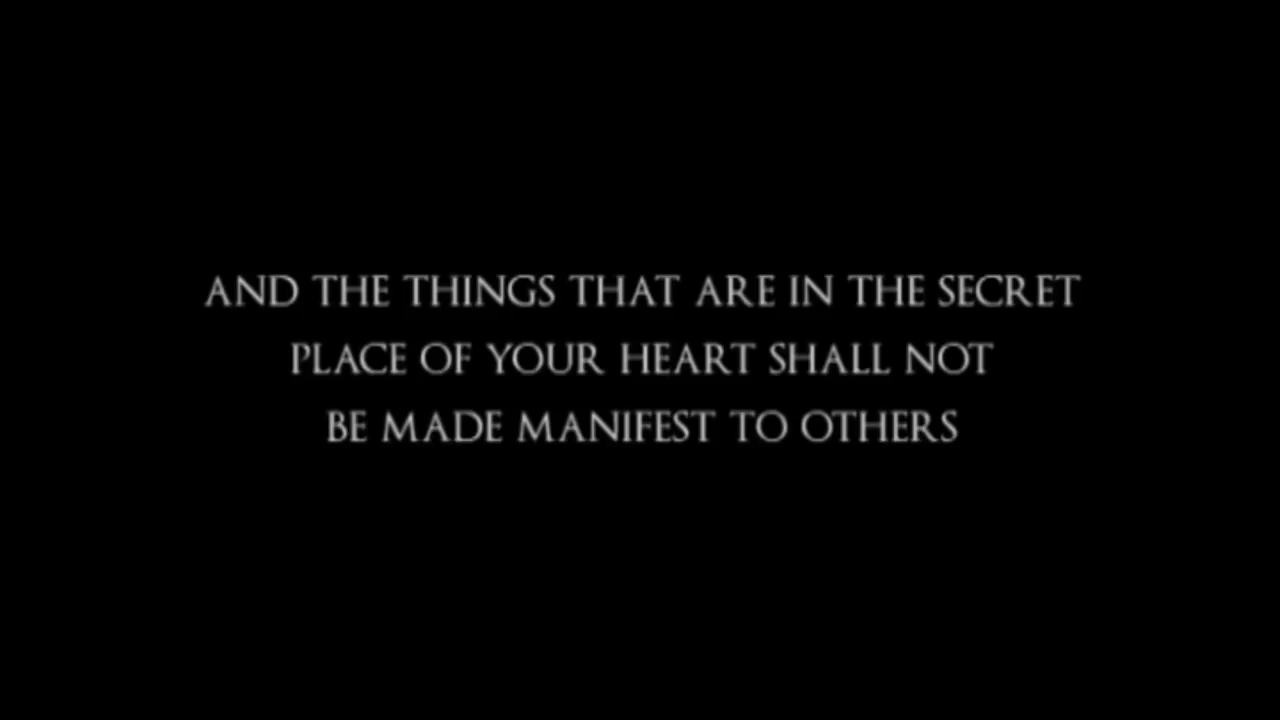 AND THE THINGS THAT ARE IN THE SECRET
PLACE OF YOUR HEART SHALL NOT
BE MADE MANIFEST TO OTHERS